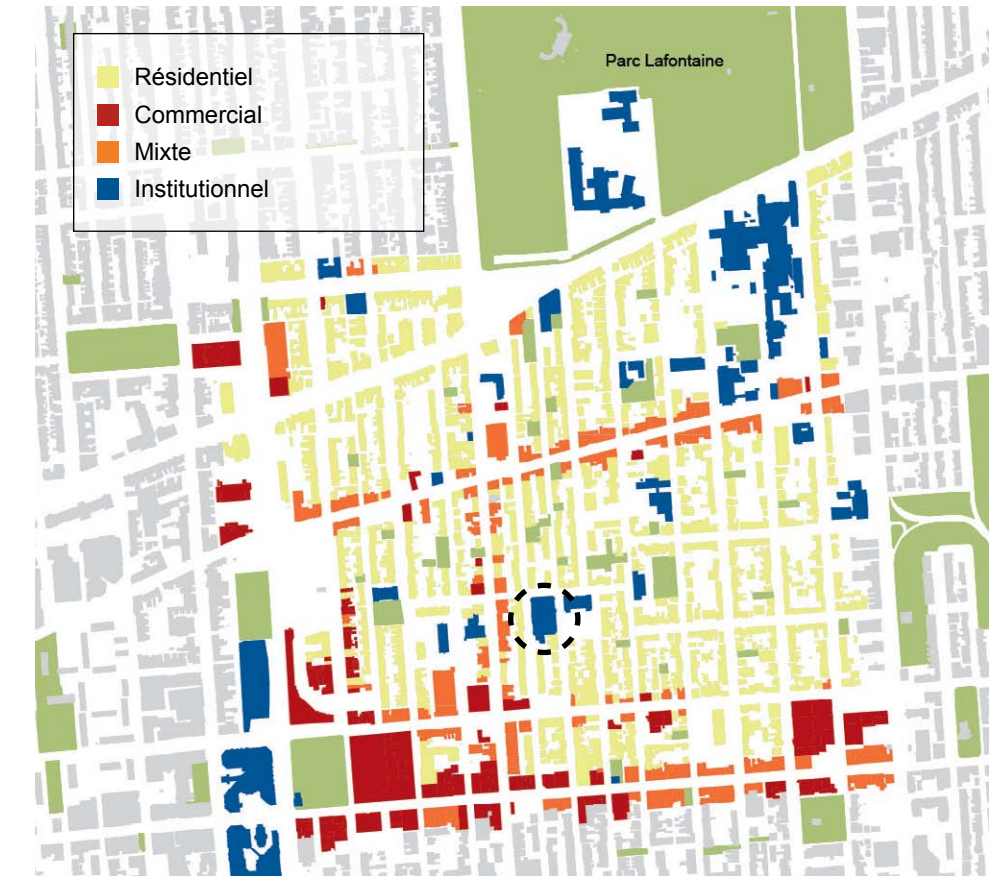 Parc Lafontaine
Résidentiel
Commercial
Mixte
Institutionnel